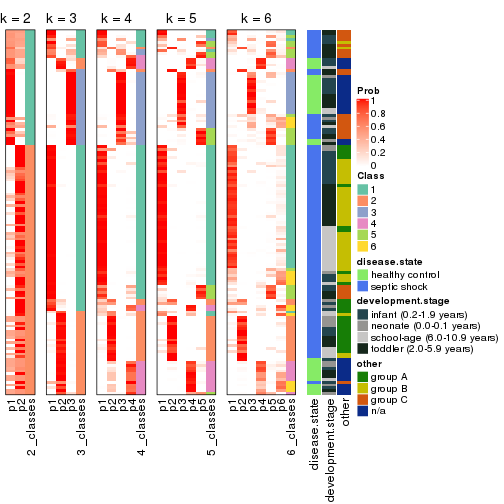 k = 2 k = 3 k = 4 k = 5 k = 6
Prob
1
0.8
0.6
0.4
0.2
0
Class
1
2
3
4
5
6
disease.state
healthy control
septic shock
development.stage
infant (0.2-1.9 years)
neonate (0.0-0.1 years)
school-age (6.0-10.9 years)
toddler (2.0-5.9 years)
other
group A
group B
group C
n/a
p1 p2 2_classes p1 p2 p3 3_classes p1 p2 p3 p4 4_classes p1 p2 p3 p4 p5 5_classes p1 p2 p3 p4 p5 p6 6_classes disease.state development.stage other